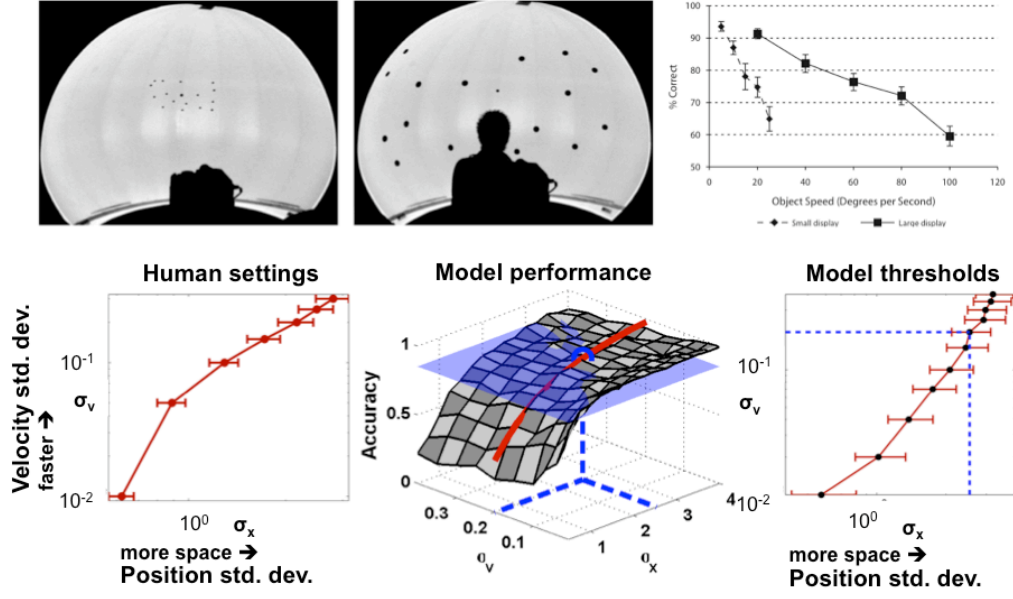 100
90
80
70
60
50
% Correct
0 20 40 60 80 100 120
Object Speed (Degrees per Second)
Small display Large display
Human settings
Velocity std. dev.
faster ➔
σv
10-1
10-2
100
σx
more space ➔
Position std. dev.
Model performance
Accuracy
1
0.5
0
0.3
0.2
0.1
σv
1
2
3
4
σx
Model thresholds
σv
10-1
10-2
100
σx
more space ➔
Position std. dev.